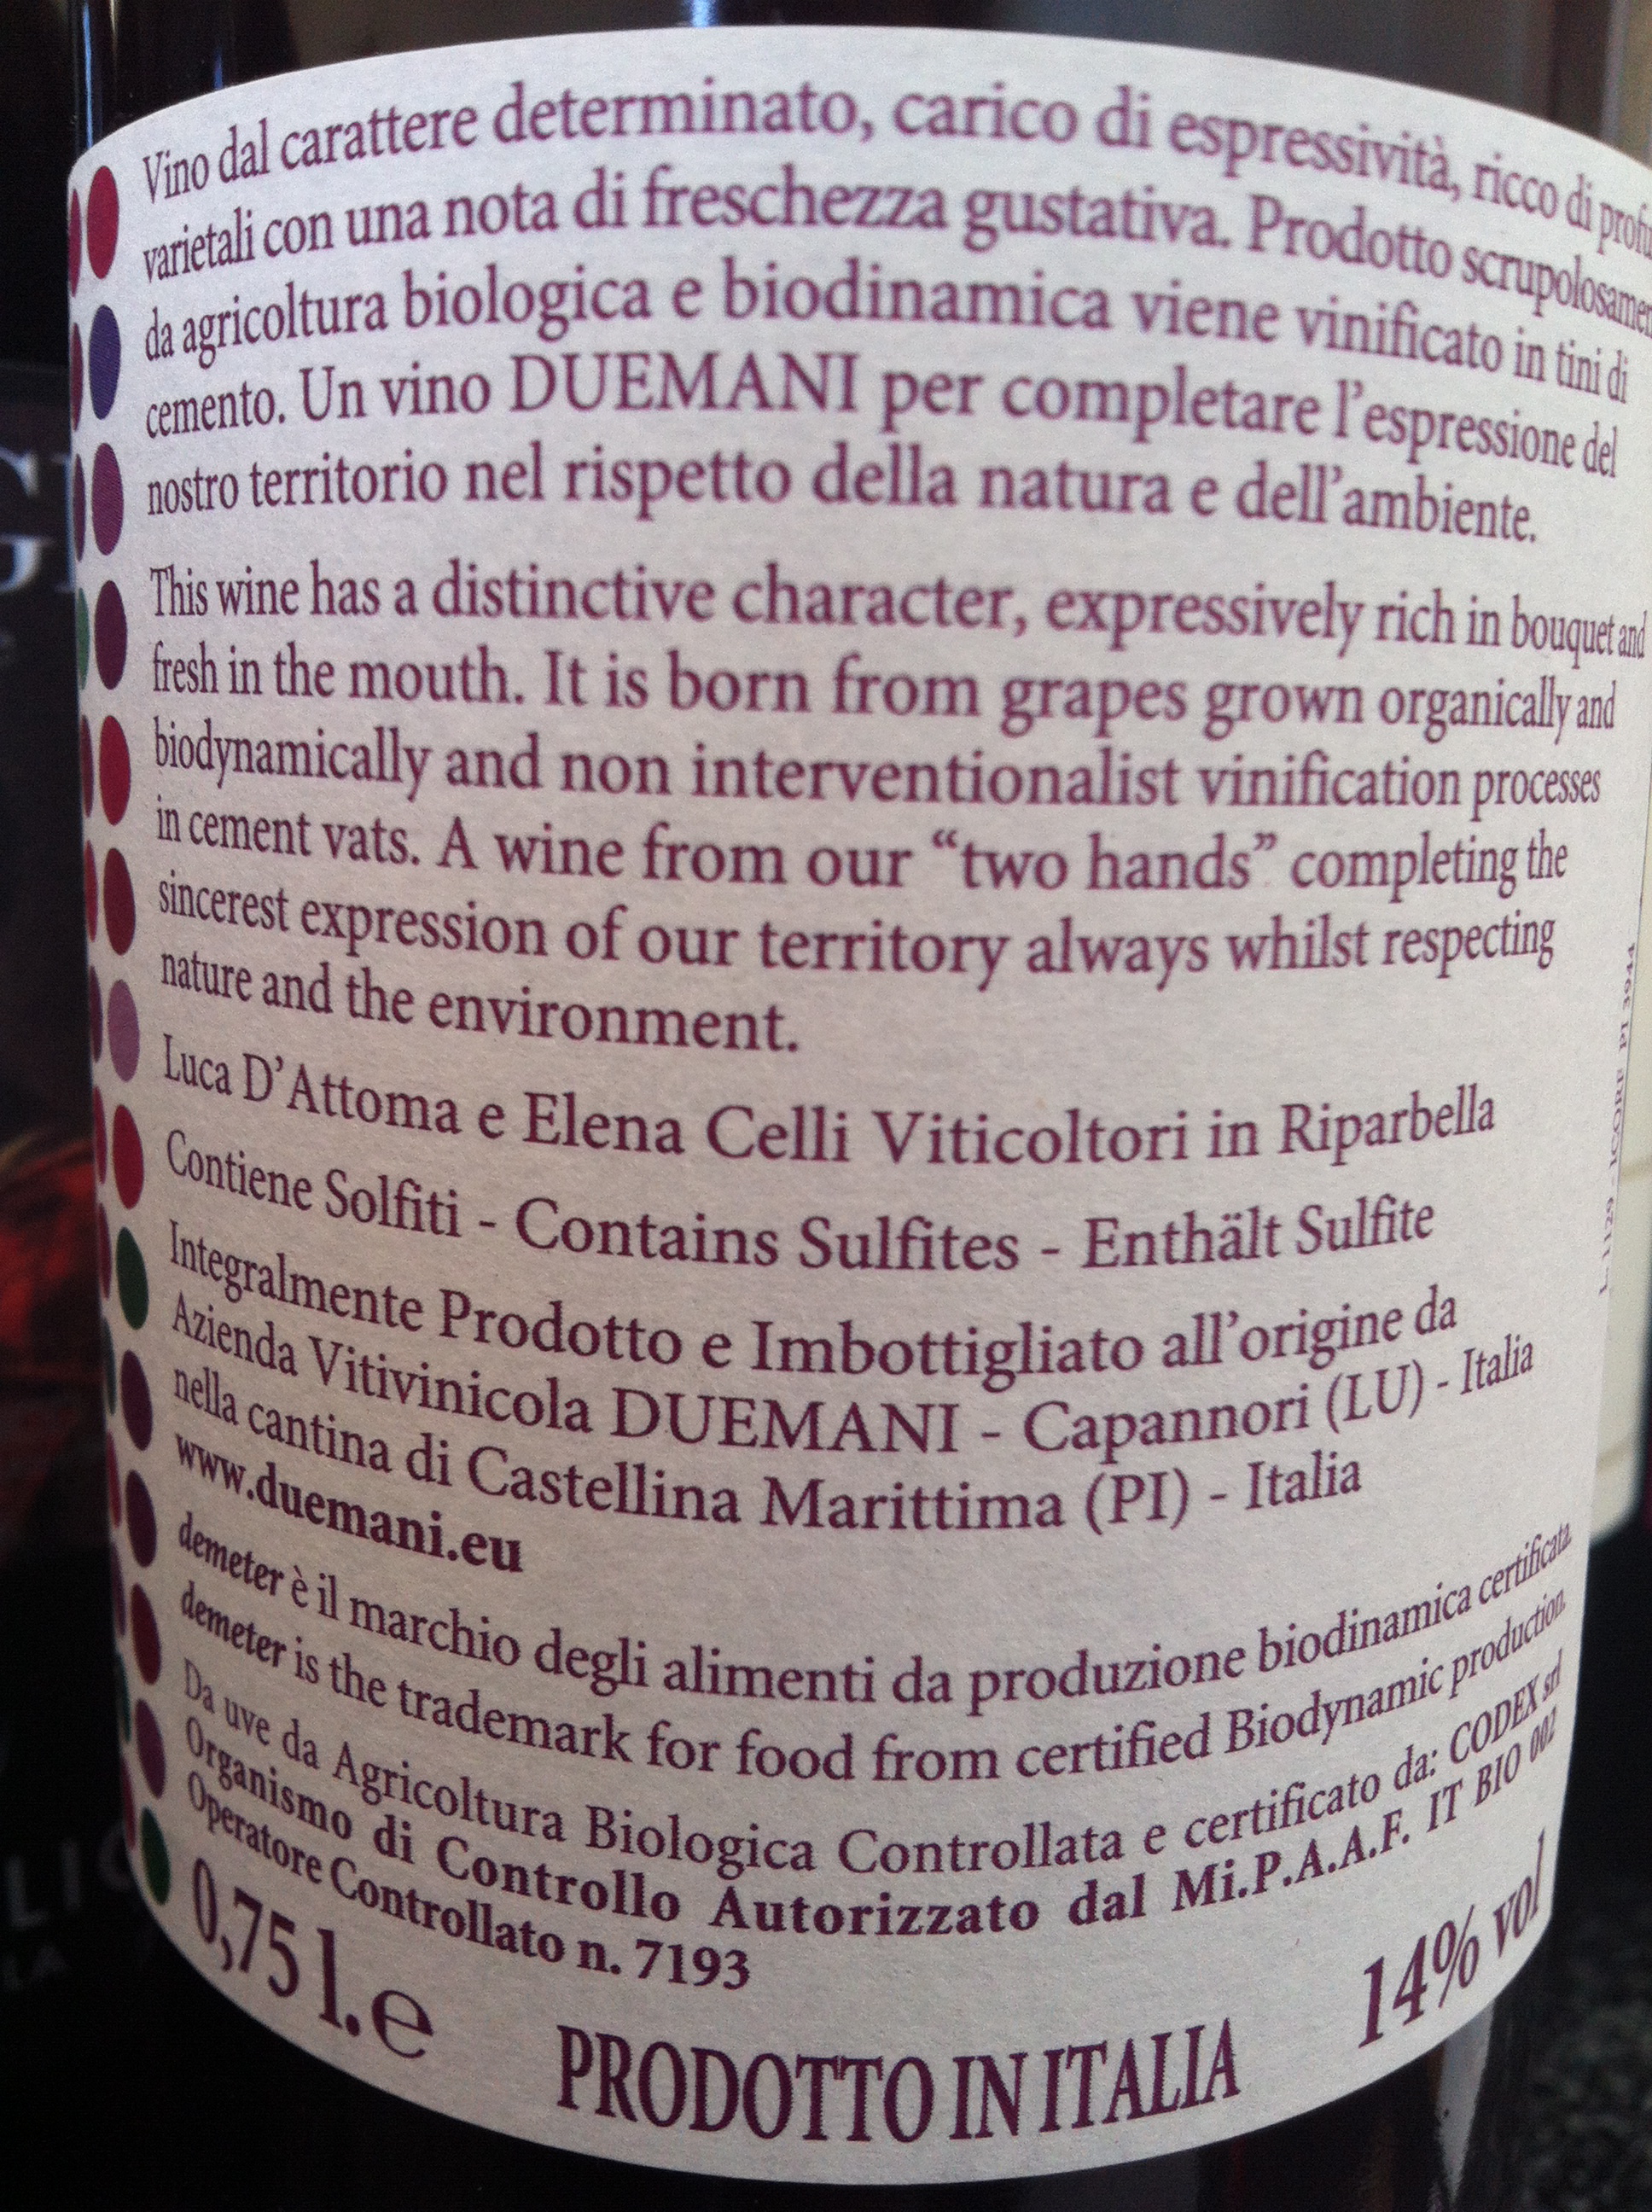 Vino dal carattere determinato, carico di espressività, ricco di
varietali con una nota di freschezza gustativa. Prodotto
da agricoltura biologica e biodinamica viene vinificato in tini di
cemento. Un vino DUEMANI per completare l'espressione del
nostro territorio nel rispetto della natura e dell'ambiente.
This wine has a distinctive character, expressively rich in bouquet and
fresh in the mouth. It is born from grapes grown organically and
biodynamically and non interventionalist vinification processes
in cement vats. A wine from our “two hands” completing the
sincerest expression of our territory always whilst respecting
nature and the environment.
Luca D'Attoma e Elena Celli Viticoltori in Riparbella
Contiene Solfiti - Contains Sulfites - Enthält Sulfite
Integralmente Prodotto e Imbottigliato all'origine da
Azienda Vitivinicola DUEMANI - Capannori (LU) - Italia
nella cantina di Castellina Marittima (PI) - Italia
www.duemani.eu
demeter è il marchio degli alimenti da produzione biodinamica certificata.
demeter is the trademark for food from certified Biodynamic production.
Da uve da Agricoltura Biologica Controllata e certificato da: CODEX srl
Organismo di Controllo Autorizzato dal Mi.P.A.A.F. IT BIO 002
Operatore Controllato n. 7193
0,75 l. e
PRODOTTO IN ITALIA
14% vol
L. 1129 - ICQRF PI 3944